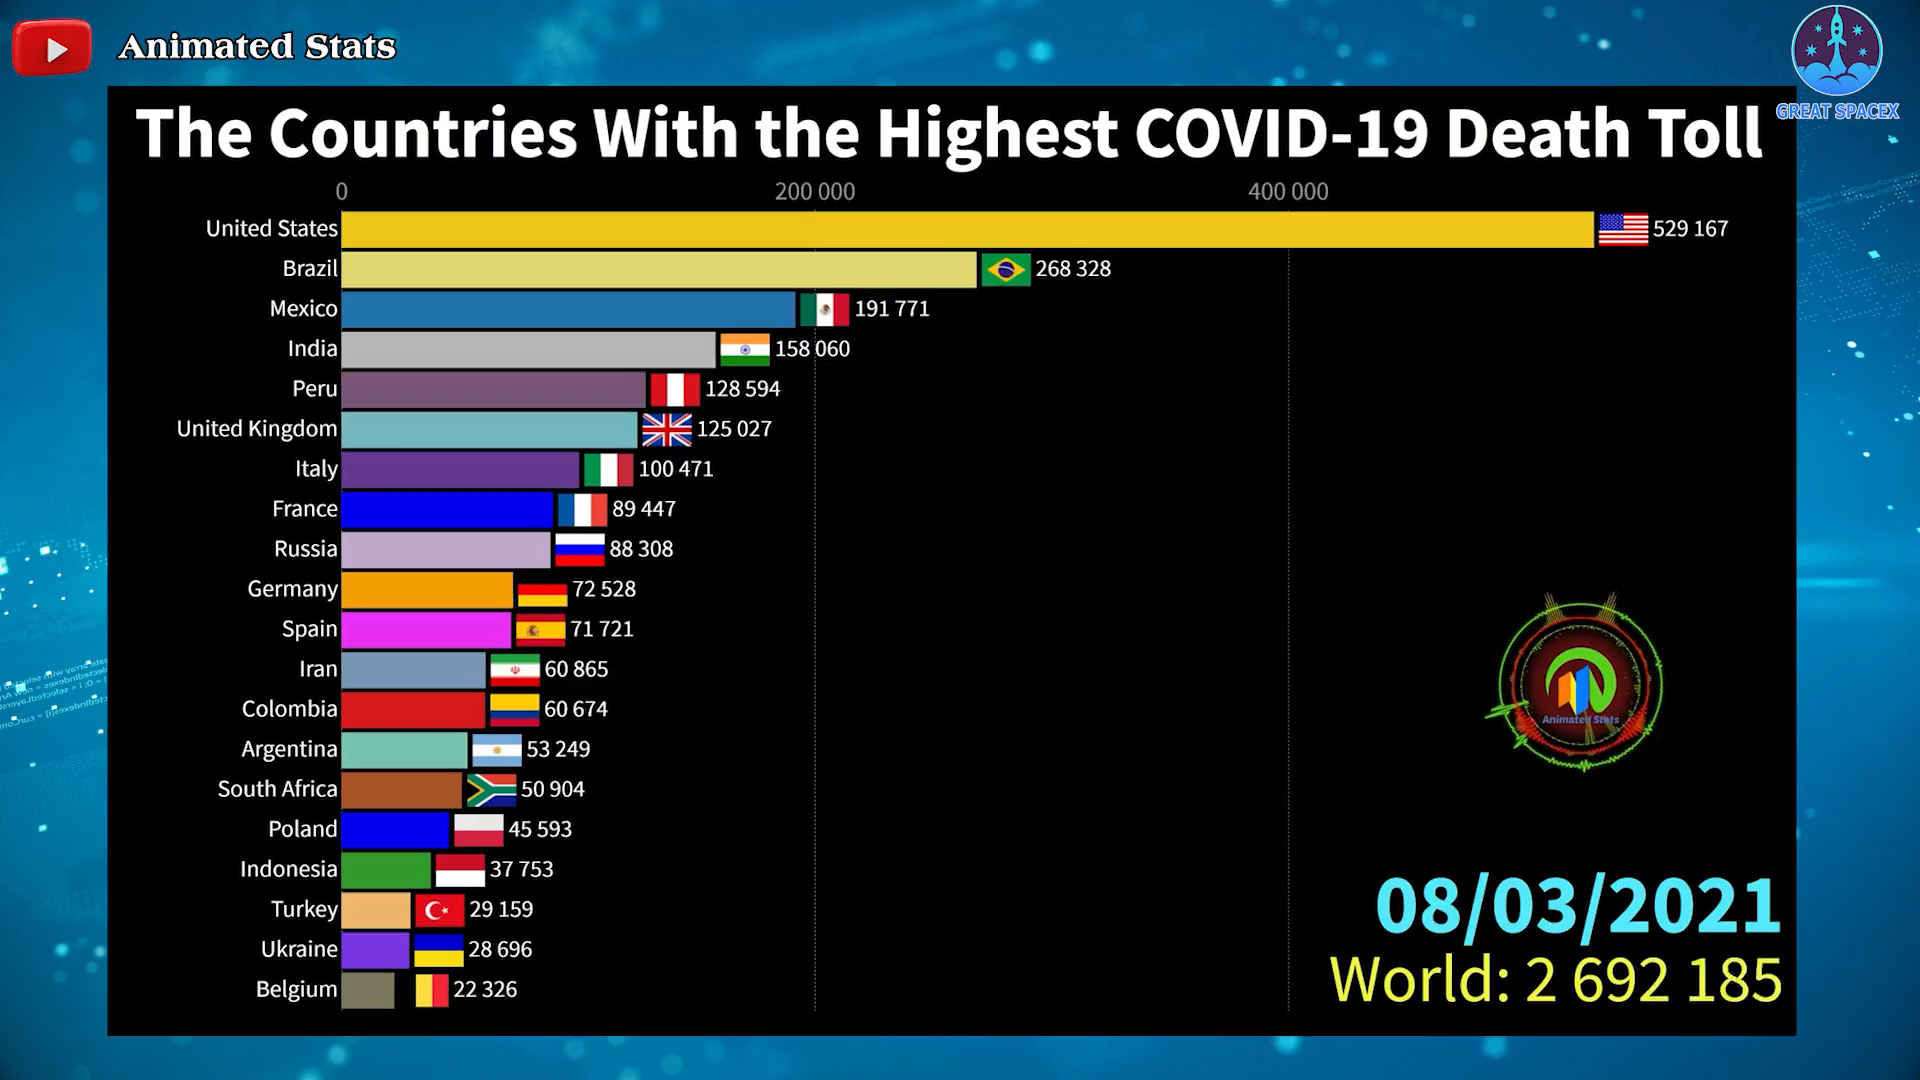 Animated Stats
GREAT SPACEX
The Countries With the Highest COVID-19 Death Toll
0 200 000 400 000
United States 529 167
Brazil 268 328
Mexico 191 771
India 158 060
Peru 128 594
United Kingdom 125 027
Italy 100 471
France 89 447
Russia 88 308
Germany 72 528
Spain 71 721
Iran 60 865
Colombia 60 674
Argentina 53 249
South Africa 50 904
Poland 45 593
Indonesia 37 753
Turkey 29 159
Ukraine 28 696
Belgium 22 326
Animated Stats
08/03/2021
World: 2 692 185